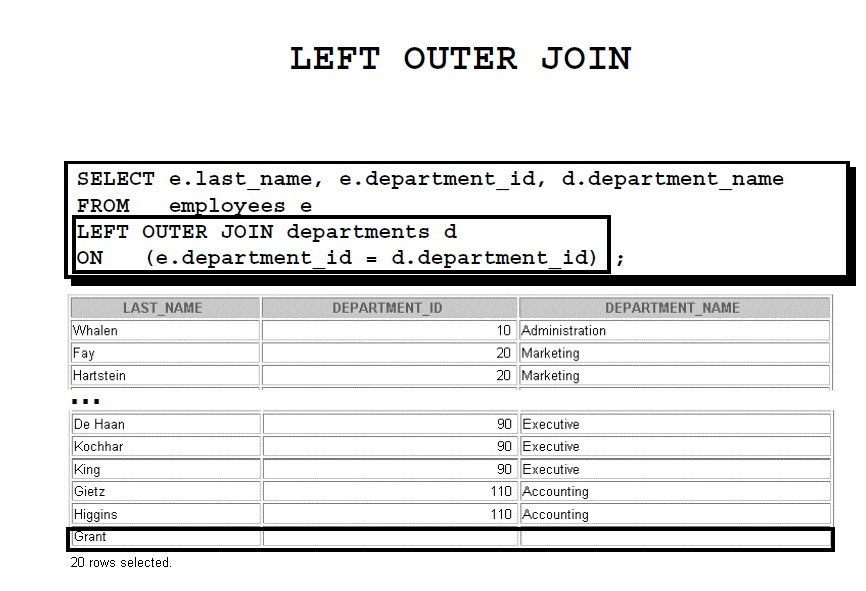 LEFT OUTER JOIN
SELECT e.last_name, e.department_id, d.department_name
FROM employees e
LEFT OUTER JOIN departments d
ON (e.department_id = d.department_id) ;
LAST_NAME DEPARTMENT_ID DEPARTMENT_NAME
Whalen 10 Administration
Fay 20 Marketing
Hartstein 20 Marketing
...
De Haan 90 Executive
Kochhar 90 Executive
King 90 Executive
Gietz 110 Accounting
Higgins 110 Accounting
Grant
20 rows selected.